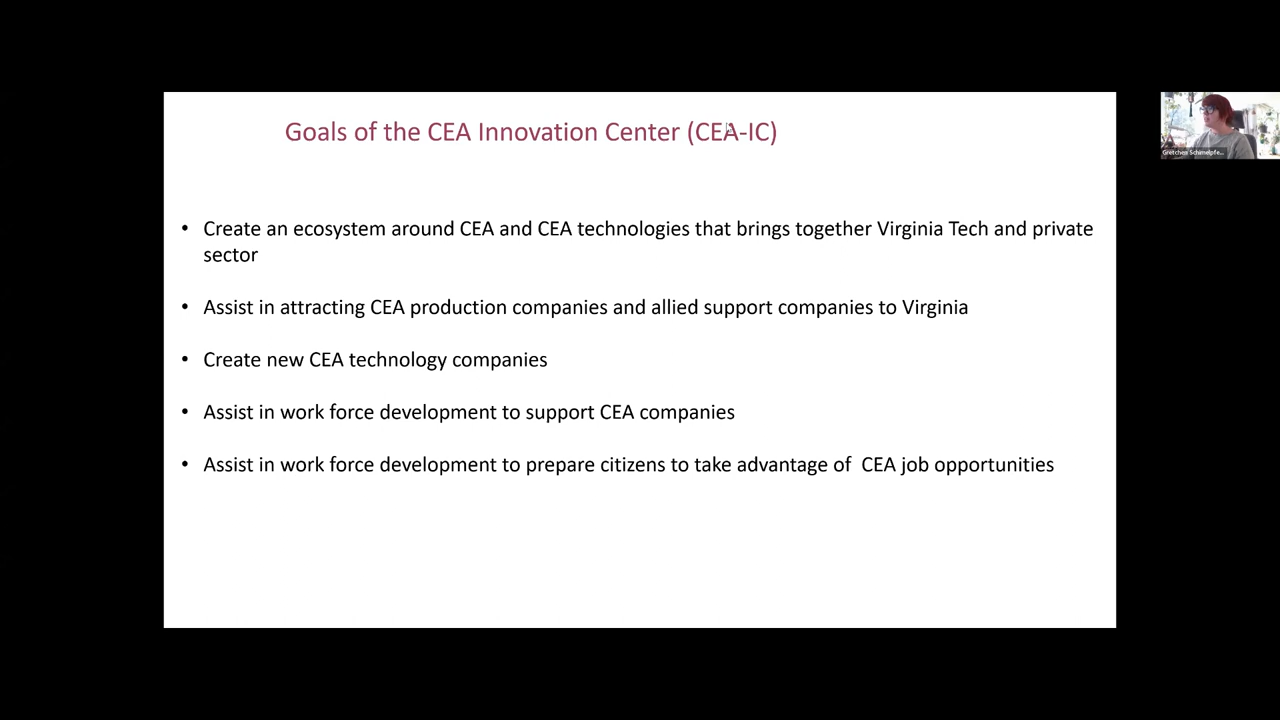 Goals of the CEA Innovation Center (CEA-IC)
• Create an ecosystem around CEA and CEA technologies that brings together Virginia Tech and private
sector
• Assist in attracting CEA production companies and allied support companies to Virginia
• Create new CEA technology companies
• Assist in work force development to support CEA companies
• Assist in work force development to prepare citizens to take advantage of  CEA job opportunities
Gretchen Schmelpfe...